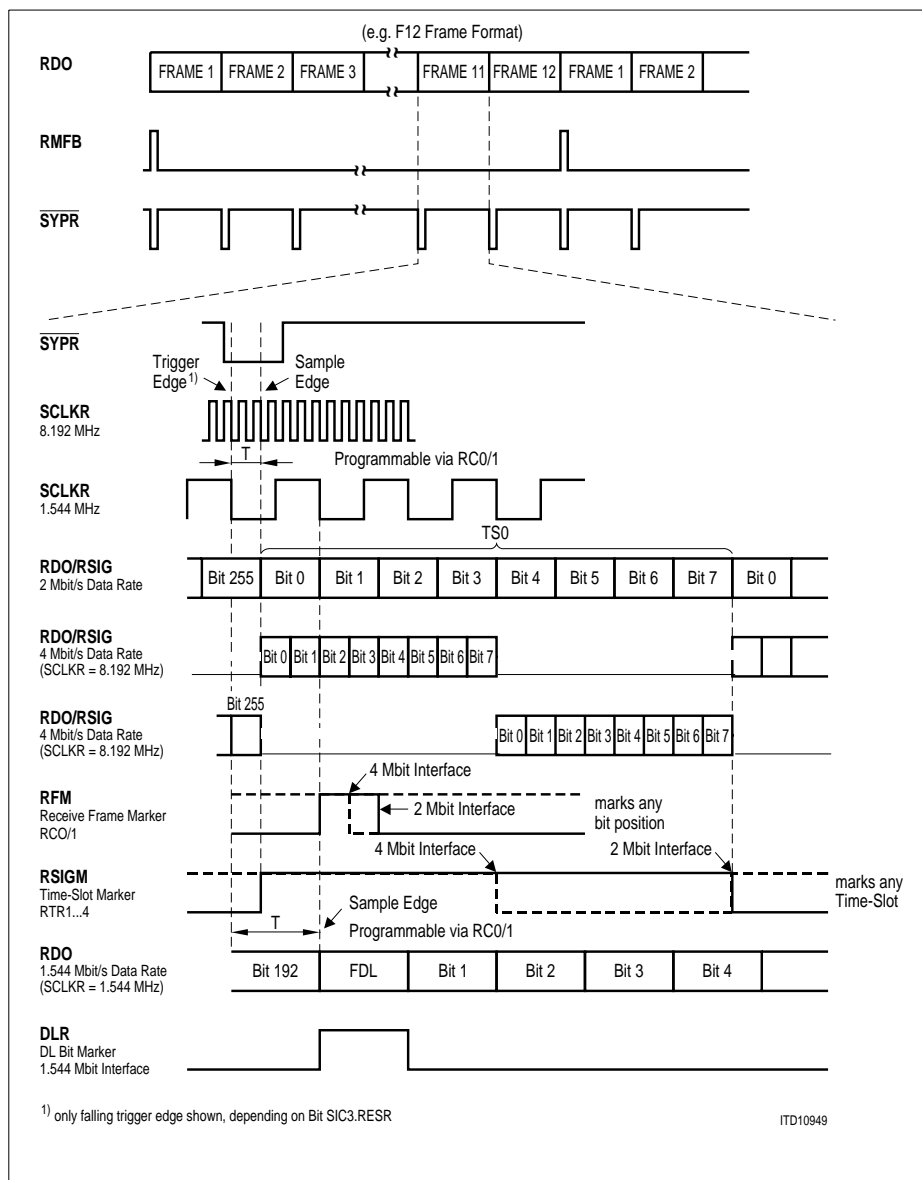 (e.g. F12 Frame Format)
RDO
FRAME 1 FRAME 2 FRAME 3 FRAME 11 FRAME 12 FRAME 1 FRAME 2
RMFB
SYPR
SYPR
Trigger
Edge 1)
Sample
Edge
SCLKR
8.192 MHz
T
Programmable via RC0/1
SCLKR
1.544 MHz
TS0
RDO/RSIG
2 Mbit/s Data Rate
Bit 255 Bit 0 Bit 1 Bit 2 Bit 3 Bit 4 Bit 5 Bit 6 Bit 7 Bit 0
RDO/RSIG
4 Mbit/s Data Rate
(SCLKR = 8.192 MHz)
Bit 0 Bit 1 Bit 2 Bit 3 Bit 4 Bit 5 Bit 6 Bit 7
Bit 255
RDO/RSIG
4 Mbit/s Data Rate
(SCLKR = 8.192 MHz)
Bit 0 Bit 1 Bit 2 Bit 3 Bit 4 Bit 5 Bit 6 Bit 7
4 Mbit Interface
RFM
Receive Frame Marker
RCO/1
2 Mbit Interface
marks any
bit position
4 Mbit Interface
2 Mbit Interface
RSIGM
Time-Slot Marker
RTR1...4
marks any
Time-Slot
T
Sample Edge
Programmable via RC0/1
RDO
1.544 Mbit/s Data Rate
(SCLKR = 1.544 MHz)
Bit 192 FDL Bit 1 Bit 2 Bit 3 Bit 4
DLR
DL Bit Marker
1.544 Mbit Interface
1) only falling trigger edge shown, depending on Bit SIC3.RESR
ITD10949